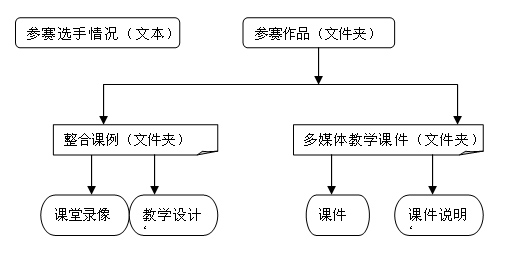 参赛选手情况（文本）
参赛作品（文件夹）
整合课例（文件夹）
多媒体教学课件（文件夹）
课堂录像
教学设计
课件
课件说明